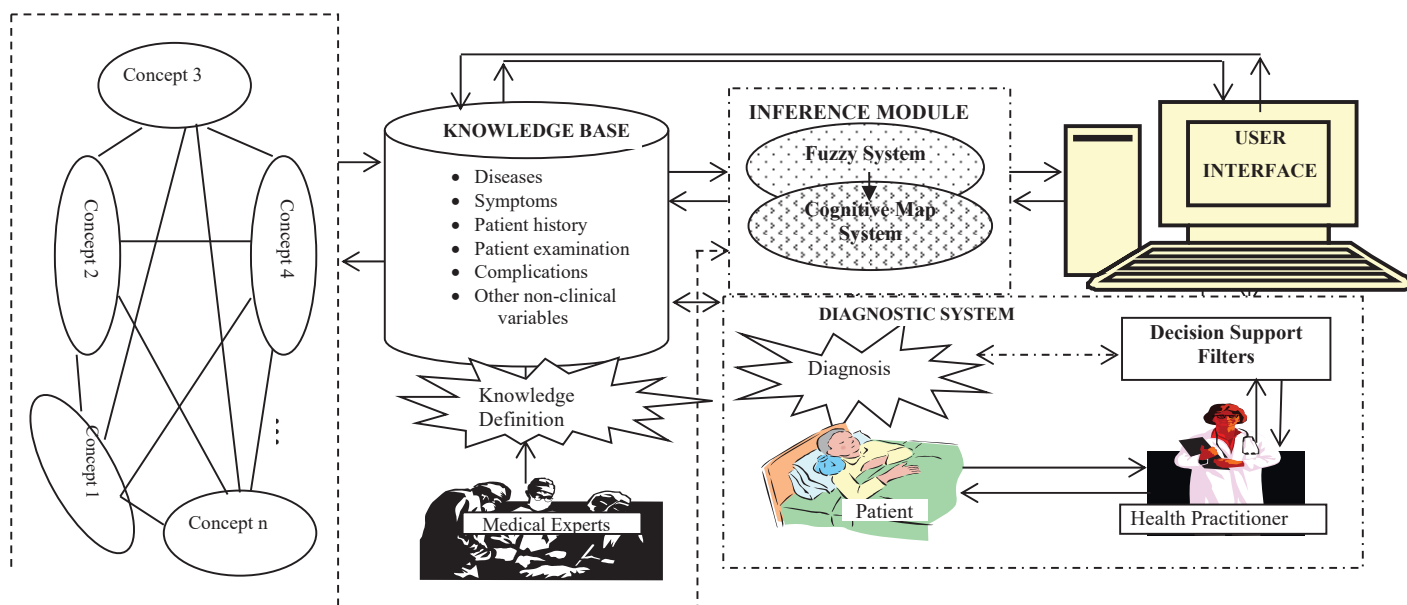 Concept 3
Concept 2
Concept 4
Concept 1
Concept n
KNOWLEDGE BASE
• Diseases
• Symptoms
• Patient history
• Patient examination
• Complications
• Other non-clinical
variables
Knowledge
Definition
Medical Experts
INFERENCE MODULE
Fuzzy System
Cognitive Map
System
USER
INTERFACE
DIAGNOSTIC SYSTEM
Diagnosis
Decision Support
Filters
Patient
Health Practitioner